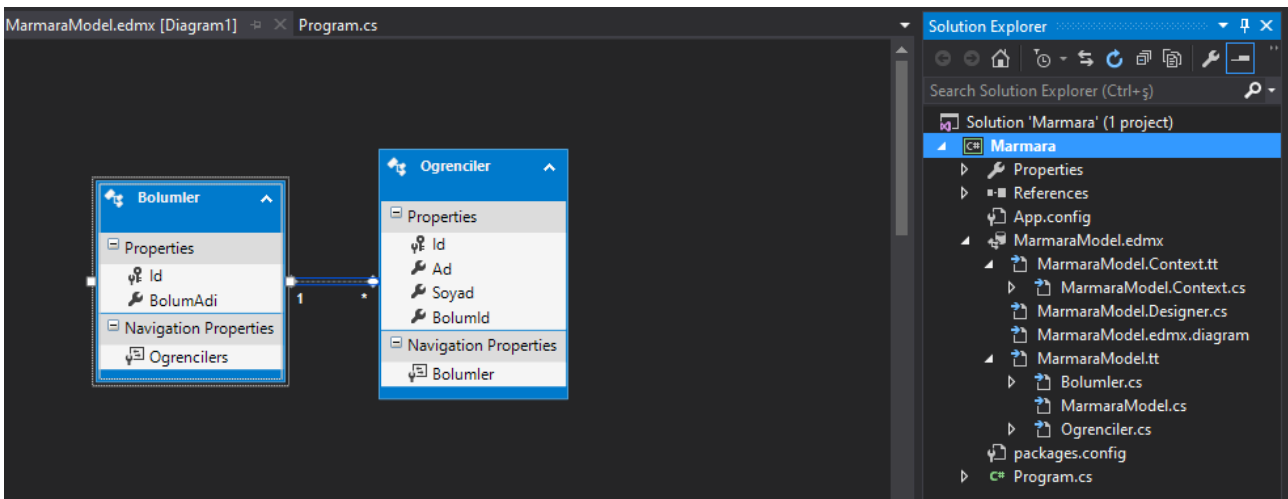 MarmaraModel.edmx [Diagram1]
Program.cs
Bolumler
Properties
Id
BolumAdi
Navigation Properties
Ogrencilers
1
*
Ogrenciler
Properties
Id
Ad
Soyad
BolumId
Navigation Properties
Bolumler
Solution Explorer
Search Solution Explorer (Ctrl+ş)
Solution 'Marmara' (1 project)
C# Marmara
Properties
References
App.config
MarmaraModel.edmx
MarmaraModel.Context.tt
MarmaraModel.Context.cs
MarmaraModel.Designer.cs
MarmaraModel.edmx.diagram
MarmaraModel.tt
Bolumler.cs
MarmaraModel.cs
Ogrenciler.cs
packages.config
C# Program.cs